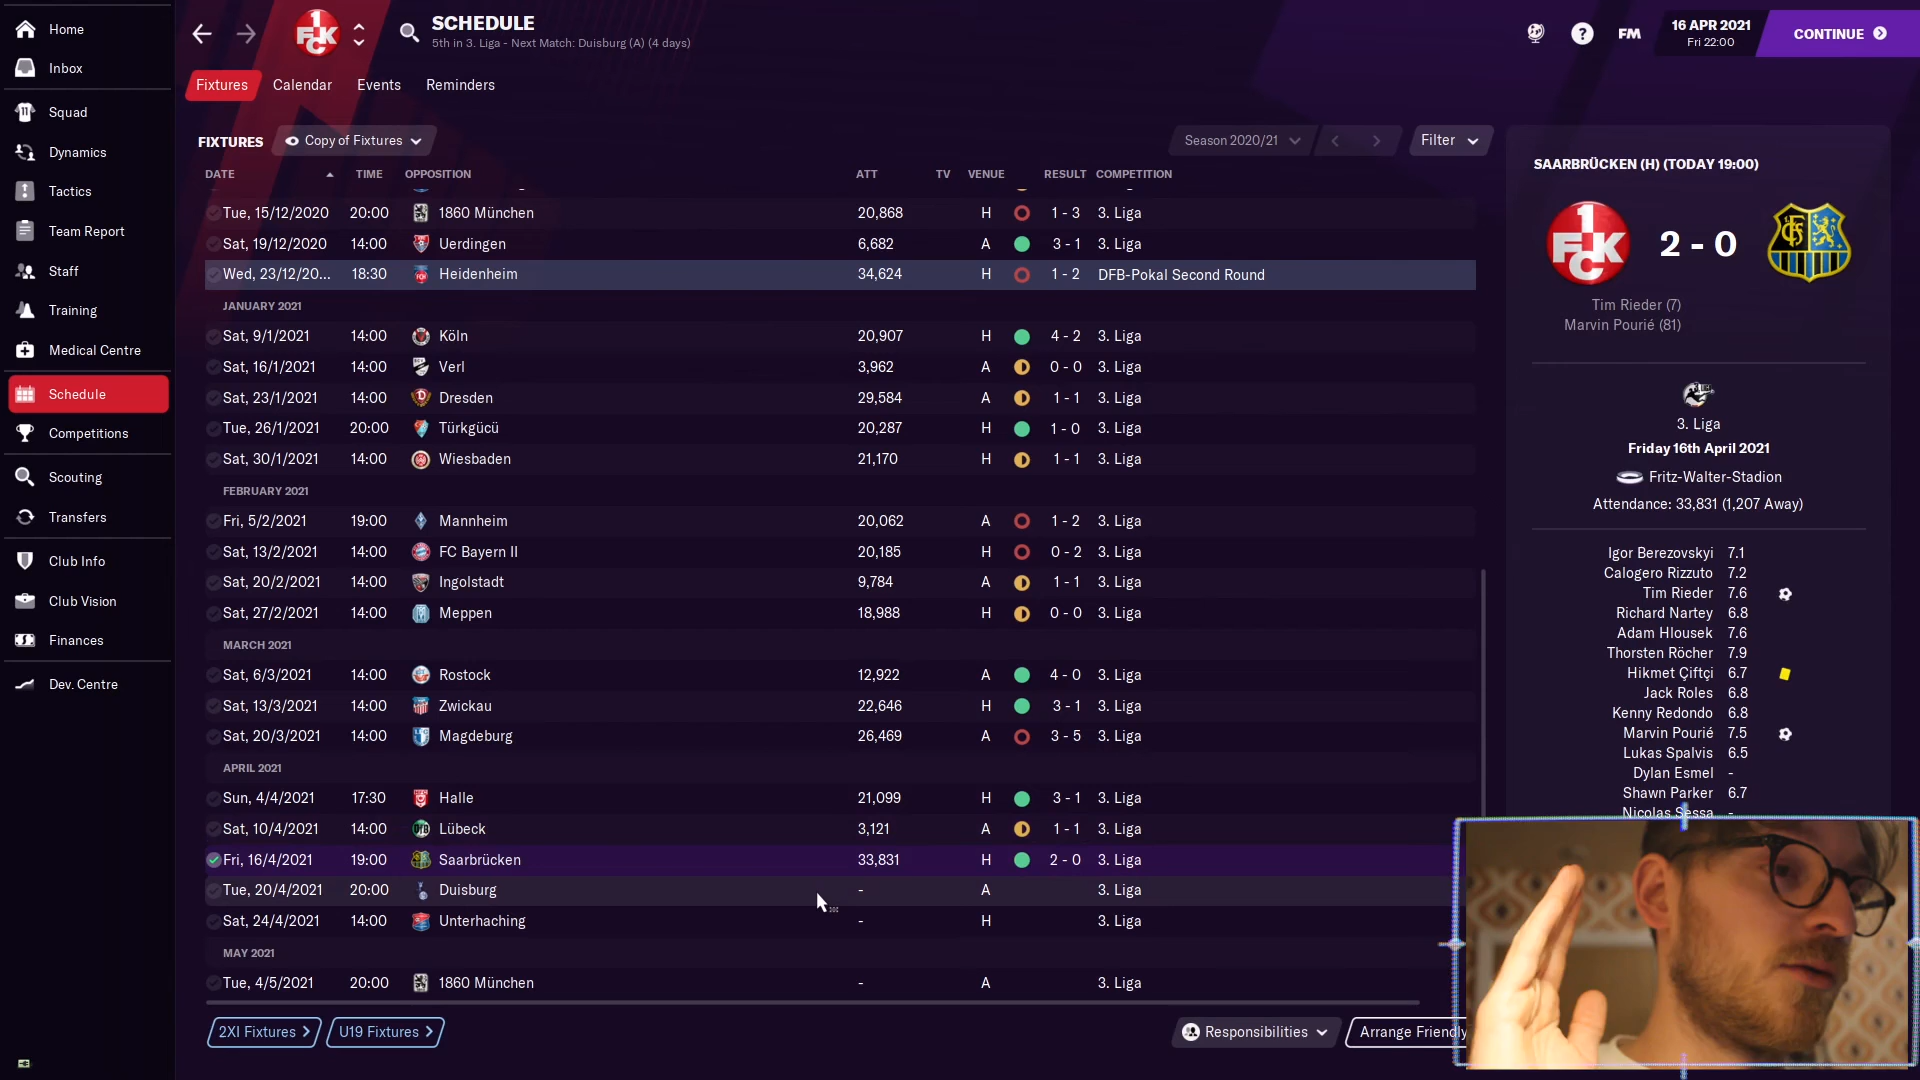 Home
Inbox
Squad
Dynamics
Tactics
Team Report
Staff
Training
Medical Centre
Schedule
Competitions
Scouting
Transfers
Club Info
Club Vision
Finances
Dev. Centre
SCHEDULE
5th in 3. Liga - Next Match: Duisburg (A) (4 days)
FM
16 APR 2021
Fri 22:00
CONTINUE
Fixtures Calendar Events Reminders
FIXTURES Copy of Fixtures Season 2020/21 Filter
DATE TIME OPPOSITION ATT TV VENUE RESULT COMPETITION
Tue, 15/12/2020 20:00 1860 München 20,868 H 1 - 3 3. Liga
Sat, 19/12/2020 14:00 Uerdingen 6,682 A 3 - 1 3. Liga
Wed, 23/12/20... 18:30 Heidenheim 34,624 H 1 - 2 DFB-Pokal Second Round
JANUARY 2021
Sat, 9/1/2021 14:00 Köln 20,907 H 4 - 2 3. Liga
Sat, 16/1/2021 14:00 Verl 3,962 A 0 - 0 3. Liga
Sat, 23/1/2021 14:00 Dresden 29,584 A 1 - 1 3. Liga
Tue, 26/1/2021 20:00 Türkgücü 20,287 H 1 - 0 3. Liga
Sat, 30/1/2021 14:00 Wiesbaden 21,170 H 1 - 1 3. Liga
FEBRUARY 2021
Fri, 5/2/2021 19:00 Mannheim 20,062 A 1 - 2 3. Liga
Sat, 13/2/2021 14:00 FC Bayern II 20,185 H 0 - 2 3. Liga
Sat, 20/2/2021 14:00 Ingolstadt 9,784 A 1 - 1 3. Liga
Sat, 27/2/2021 14:00 Meppen 18,988 H 0 - 0 3. Liga
MARCH 2021
Sat, 6/3/2021 14:00 Rostock 12,922 A 4 - 0 3. Liga
Sat, 13/3/2021 14:00 Zwickau 22,646 H 3 - 1 3. Liga
Sat, 20/3/2021 14:00 Magdeburg 26,469 A 3 - 5 3. Liga
APRIL 2021
Sun, 4/4/2021 17:30 Halle 21,099 H 3 - 1 3. Liga
Sat, 10/4/2021 14:00 Lübeck 3,121 A 1 - 1 3. Liga
Fri, 16/4/2021 19:00 Saarbrücken 33,831 H 2 - 0 3. Liga
Tue, 20/4/2021 20:00 Duisburg - A 3. Liga
Sat, 24/4/2021 14:00 Unterhaching - H 3. Liga
MAY 2021
Tue, 4/5/2021 20:00 1860 München - A 3. Liga
2XI Fixtures
U19 Fixtures
Responsibilities
Arrange Friendly
SAARBRÜCKEN (H) (TODAY 19:00)
1 FCK
2 - 0
Tim Rieder (7)
Marvin Pourié (81)
3. Liga
Friday 16th April 2021
Fritz-Walter-Stadion
Attendance: 33,831 (1,207 Away)
Igor Berezovskyi 7.1
Calogero Rizzuto 7.2
Tim Rieder 7.6
Richard Nartey 6.8
Adam Hlousek 7.6
Thorsten Röcher 7.9
Hikmet Çiftçi 6.7
Jack Roles 6.8
Kenny Redondo 6.8
Marvin Pourié 7.5
Lukas Spalvis 6.5
Dylan Esmel -
Shawn Parker 6.7
Nicolas Sessa -